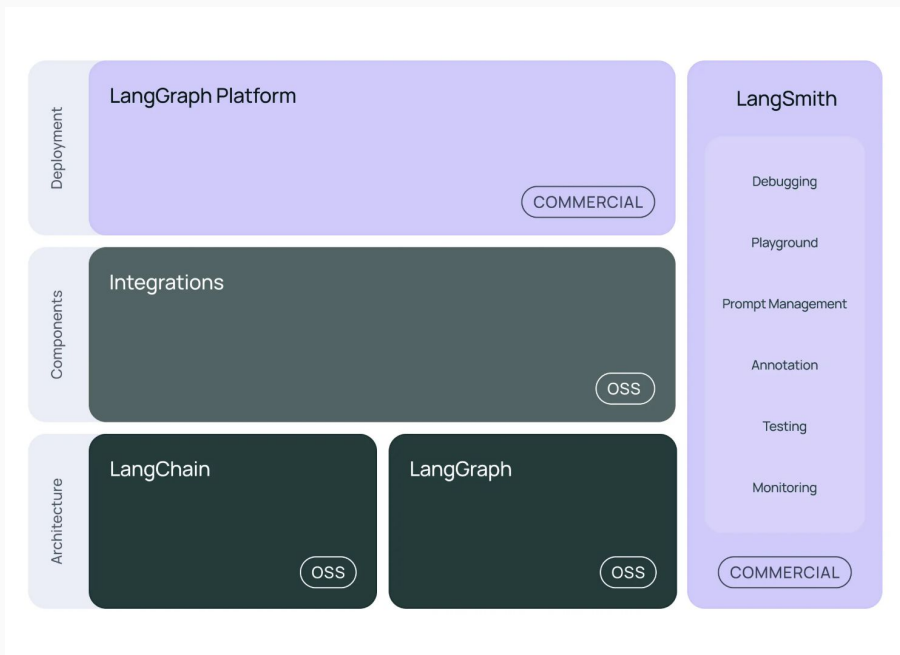 Deployment
LangGraph Platform
COMMERCIAL
Components
Integrations
OSS
Architecture
LangChain
OSS
LangGraph
OSS
LangSmith
Debugging
Playground
Prompt Management
Annotation
Testing
Monitoring
COMMERCIAL